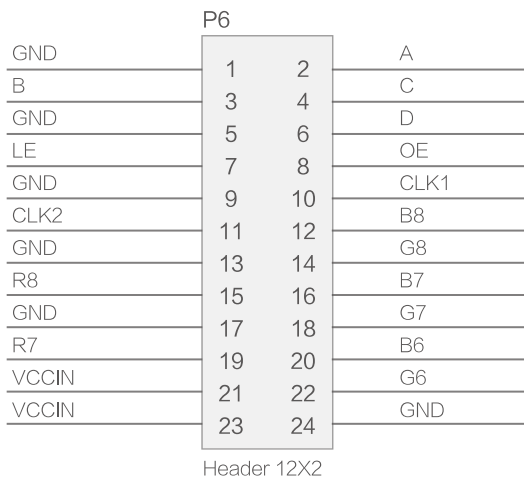 P6
GND 1 2 A
B 3 4 C
GND 5 6 D
LE 7 8 OE
GND 9 10 CLK1
CLK2 11 12 B8
GND 13 14 G8
R8 15 16 B7
GND 17 18 G7
R7 19 20 B6
VCCIN 21 22 G6
VCCIN 23 24 GND
Header 12X2